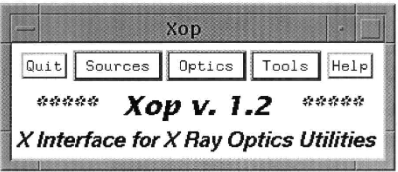 Xop
Quit Sources Optics Tools Help
***** Xop v. 1.2 *****
X Interface for X Ray Optics Utilities